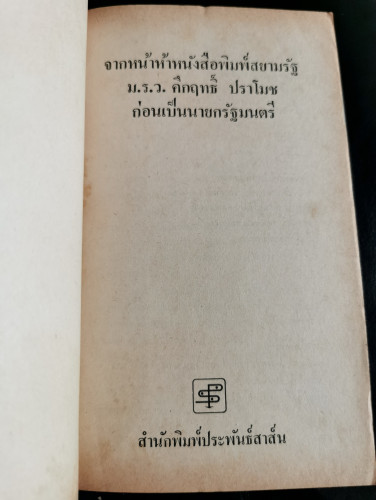 จากหน้าห้าหนังสือพิมพ์สยามรัฐ
ม.ร.ว. คึกฤทธิ์ ปราโมช
ก่อนเป็นนายกรัฐมนตรี
สำนักพิมพ์ประพันธ์สาส์น